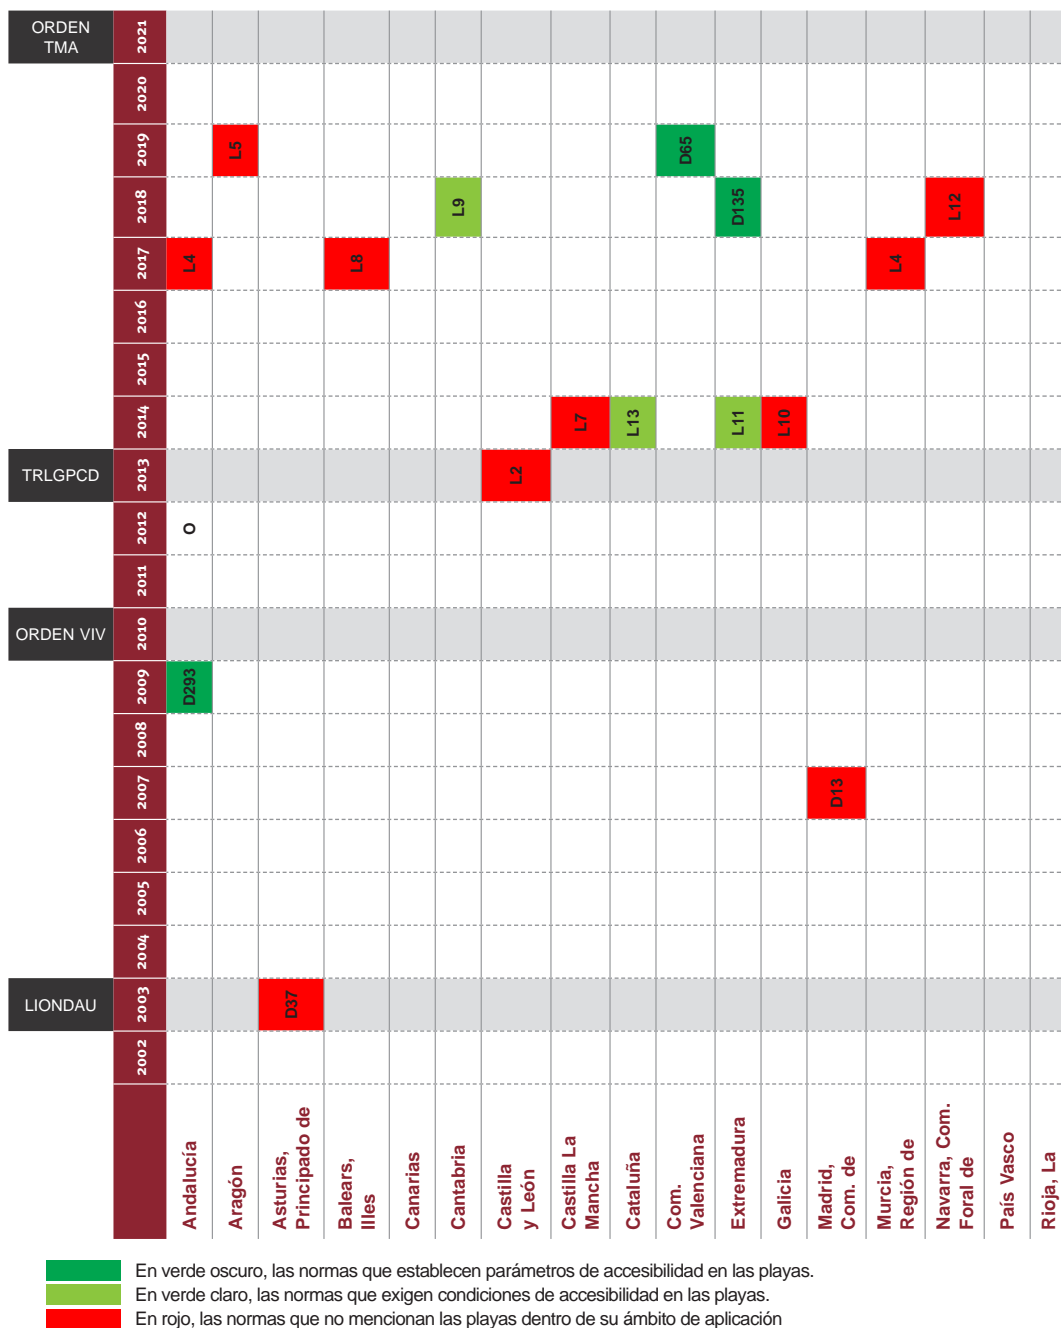 ORDEN
TMA
2021
2020
2019
L5
D65
2018
L9
D135
L12
2017
L4
L8
L4
2016
2015
2014
L7
L13
L11
L10
TRLGPCD
2013
L2
2012
O
2011
ORDEN VIV
2010
2009
D293
2008
2007
D13
2006
2005
2004
LIONDAU
2003
D37
2002
Andalucía
Aragón
Asturias,
Principado de
Balears,
Illes
Canarias
Cantabria
Castilla
y León
Castilla La
Mancha
Cataluña
Com.
Valenciana
Extremadura
Galicia
Madrid,
Com. de
Murcia,
Región de
Navarra, Com.
Foral de
País Vasco
Rioja, La
En verde oscuro, las normas que establecen parámetros de accesibilidad en las playas.
En verde claro, las normas que exigen condiciones de accesibilidad en las playas.
En rojo, las normas que no mencionan las playas dentro de su ámbito de aplicación